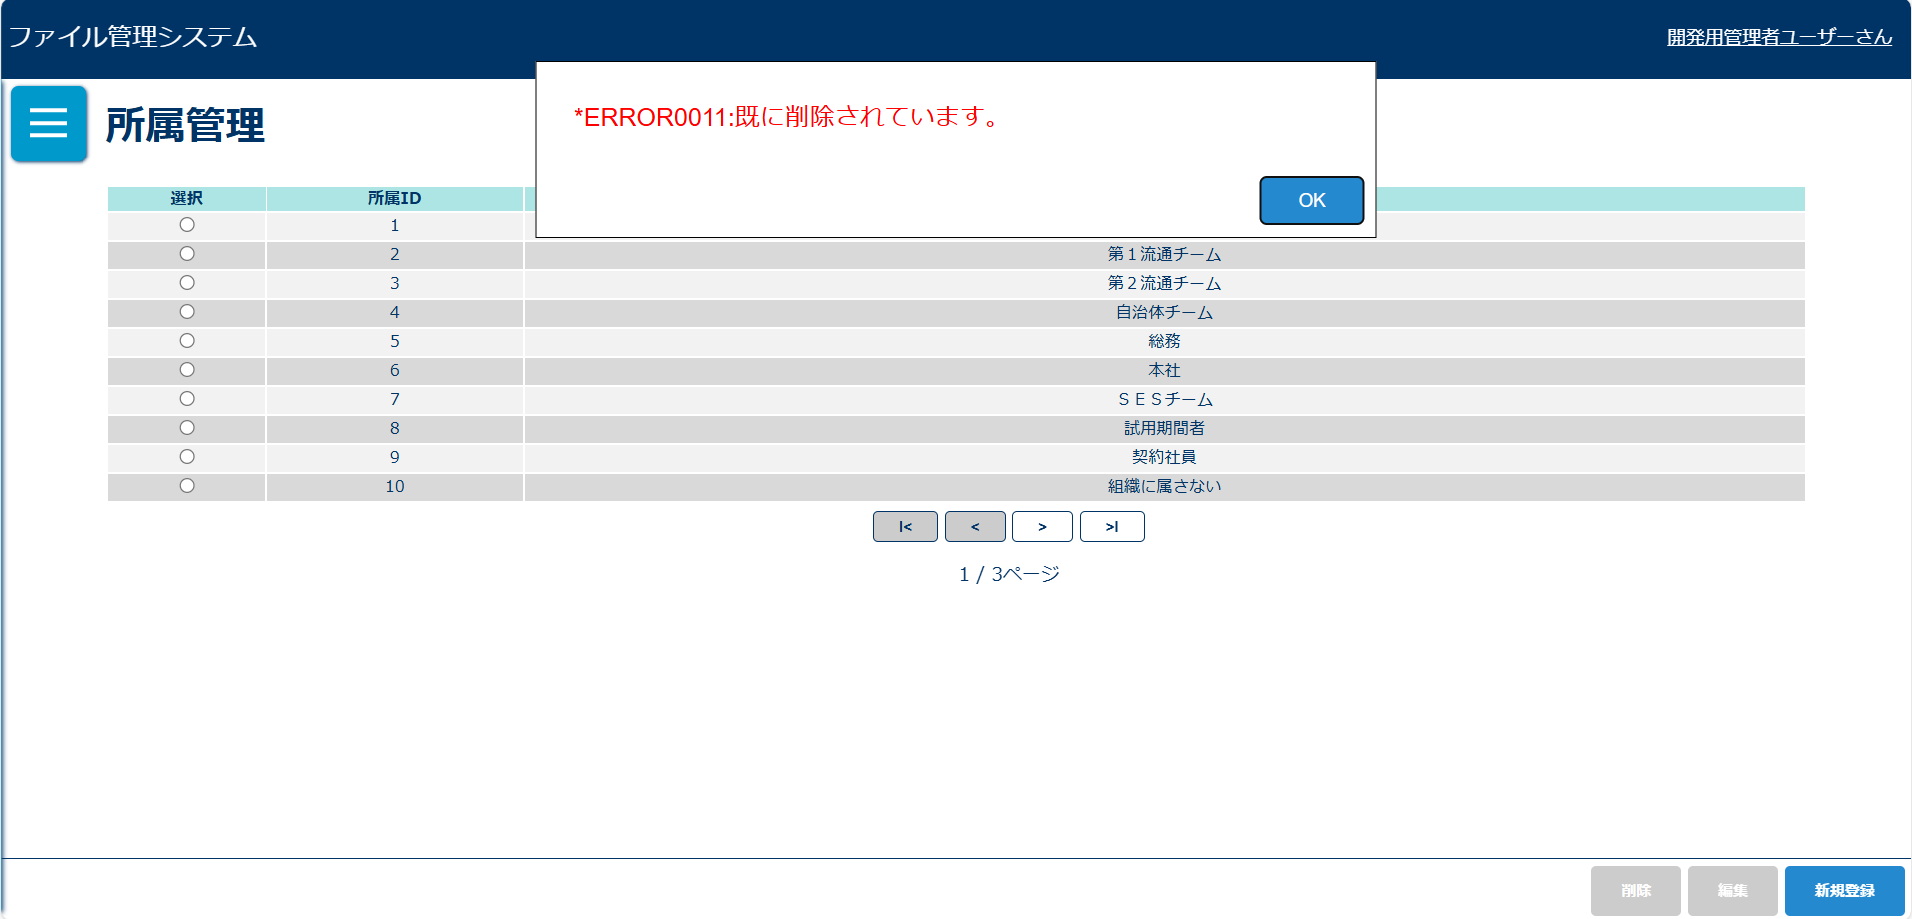 ファイル管理システム
開発用管理者ユーザーさん
所属管理
*ERROR0011:既に削除されています。
OK
選択 所属ID
1
2 第１流通チーム
3 第２流通チーム
4 自治体チーム
5 総務
6 本社
7 ＳＥＳチーム
8 試用期間者
9 契約社員
10 組織に属さない
|< < > >|
1 / 3ページ
削除 編集 新規登録